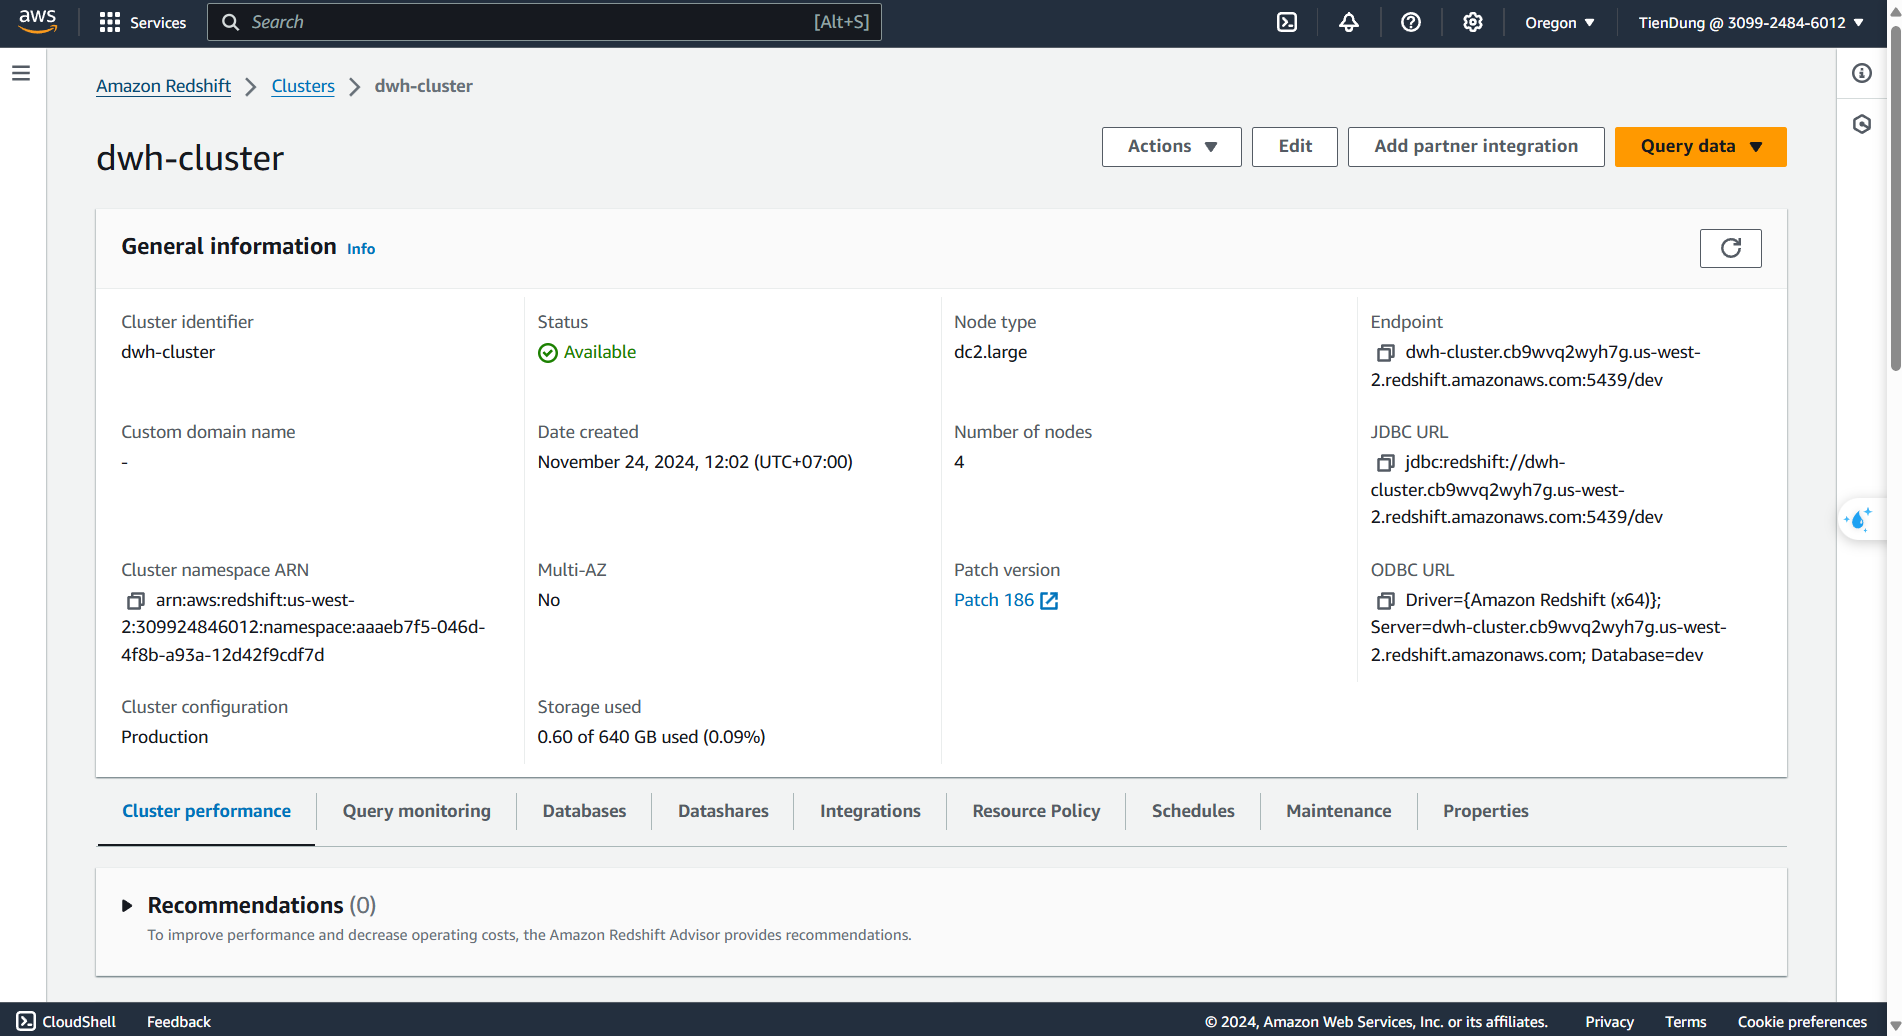 aws
Services
Search
[Alt+S]
Oregon ▼
TienDung @ 3099-2484-6012 ▼
Amazon Redshift > Clusters > dwh-cluster
dwh-cluster
Actions ▼
Edit
Add partner integration
Query data ▼
General information Info
Cluster identifier
dwh-cluster
Status
Available
Node type
dc2.large
Endpoint
dwh-cluster.cb9wvq2wyh7g.us-west-
2.redshift.amazonaws.com:5439/dev
Custom domain name
-
Date created
November 24, 2024, 12:02 (UTC+07:00)
Number of nodes
4
JDBC URL
jdbc:redshift://dwh-
cluster.cb9wvq2wyh7g.us-west-
2.redshift.amazonaws.com:5439/dev
Cluster namespace ARN
arn:aws:redshift:us-west-
2:309924846012:namespace:aaaeb7f5-046d-
4f8b-a93a-12d42f9cdf7d
Multi-AZ
No
Patch version
Patch 186
ODBC URL
Driver={Amazon Redshift (x64)};
Server=dwh-cluster.cb9wvq2wyh7g.us-west-
2.redshift.amazonaws.com; Database=dev
Cluster configuration
Production
Storage used
0.60 of 640 GB used (0.09%)
Cluster performance
Query monitoring
Databases
Datashares
Integrations
Resource Policy
Schedules
Maintenance
Properties
Recommendations (0)
To improve performance and decrease operating costs, the Amazon Redshift Advisor provides recommendations.
CloudShell
Feedback
© 2024, Amazon Web Services, Inc. or its affiliates.
Privacy
Terms
Cookie preferences